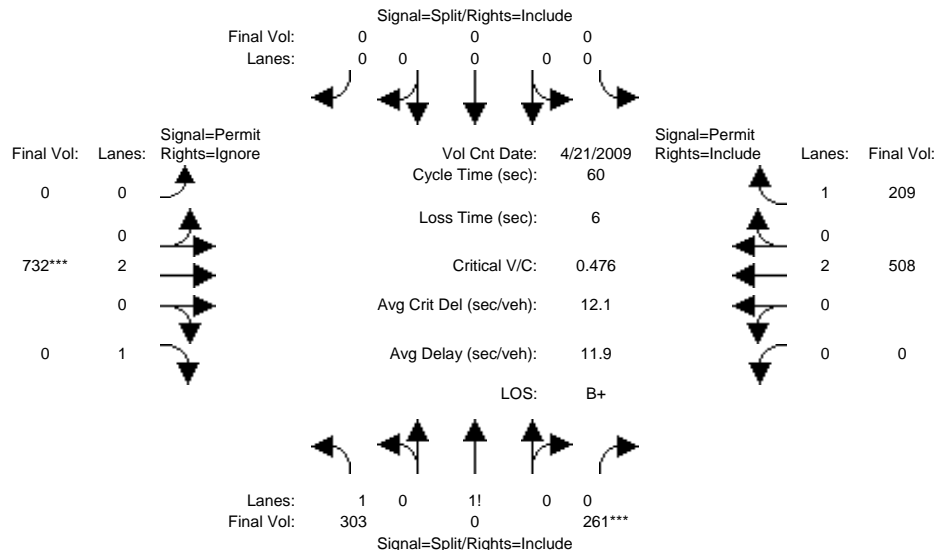 Signal=Split/Rights=Include
Final Vol: 0 0 0
Lanes: 0 0 0 0 0
Signal=Permit Signal=Permit
Final Vol: Lanes: Rights=Ignore Vol Cnt Date: 4/21/2009 Rights=Include Lanes: Final Vol:
Cycle Time (sec): 60
0 0 1 209
Loss Time (sec): 6
0 0
732*** 2 Critical V/C: 0.476 2 508
0 Avg Crit Del (sec/veh): 12.1 0
0 1 Avg Delay (sec/veh): 11.9 0 0
LOS: B+
Lanes: 1 0 1! 0 0
Final Vol: 303 0 261***
Signal=Split/Rights=Include